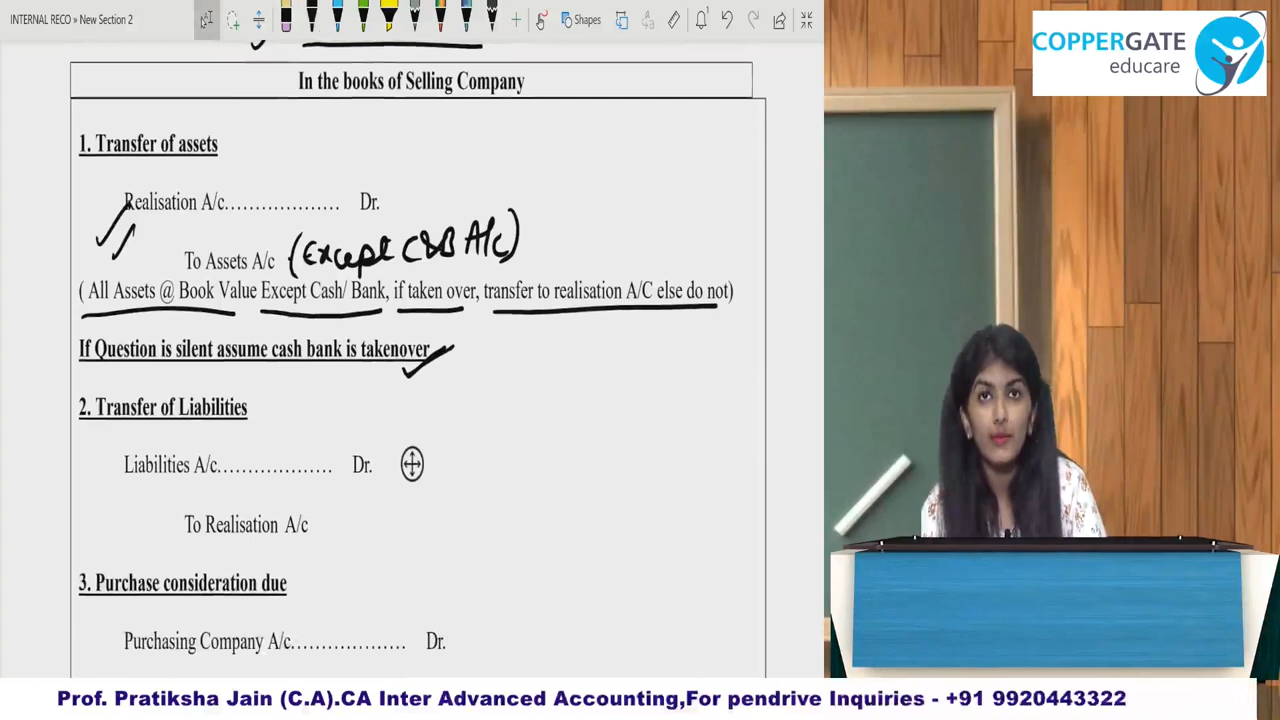 INTERNAL RECO » New Section 2
Shapes
COPPERGATE
educare
In the books of Selling Company
1. Transfer of assets
Realisation A/c................... Dr.
To Assets A/c (Except C&B A/c)
( All Assets @ Book Value Except Cash/ Bank, if taken over, transfer to realisation A/C else do not)
If Question is silent assume cash bank is takenover
2. Transfer of Liabilities
Liabilities A/c................... Dr.
To Realisation A/c
3. Purchase consideration due
Purchasing Company A/c................... Dr.
Prof. Pratiksha Jain (C.A).CA Inter Advanced Accounting,For pendrive Inquiries - +91 9920443322